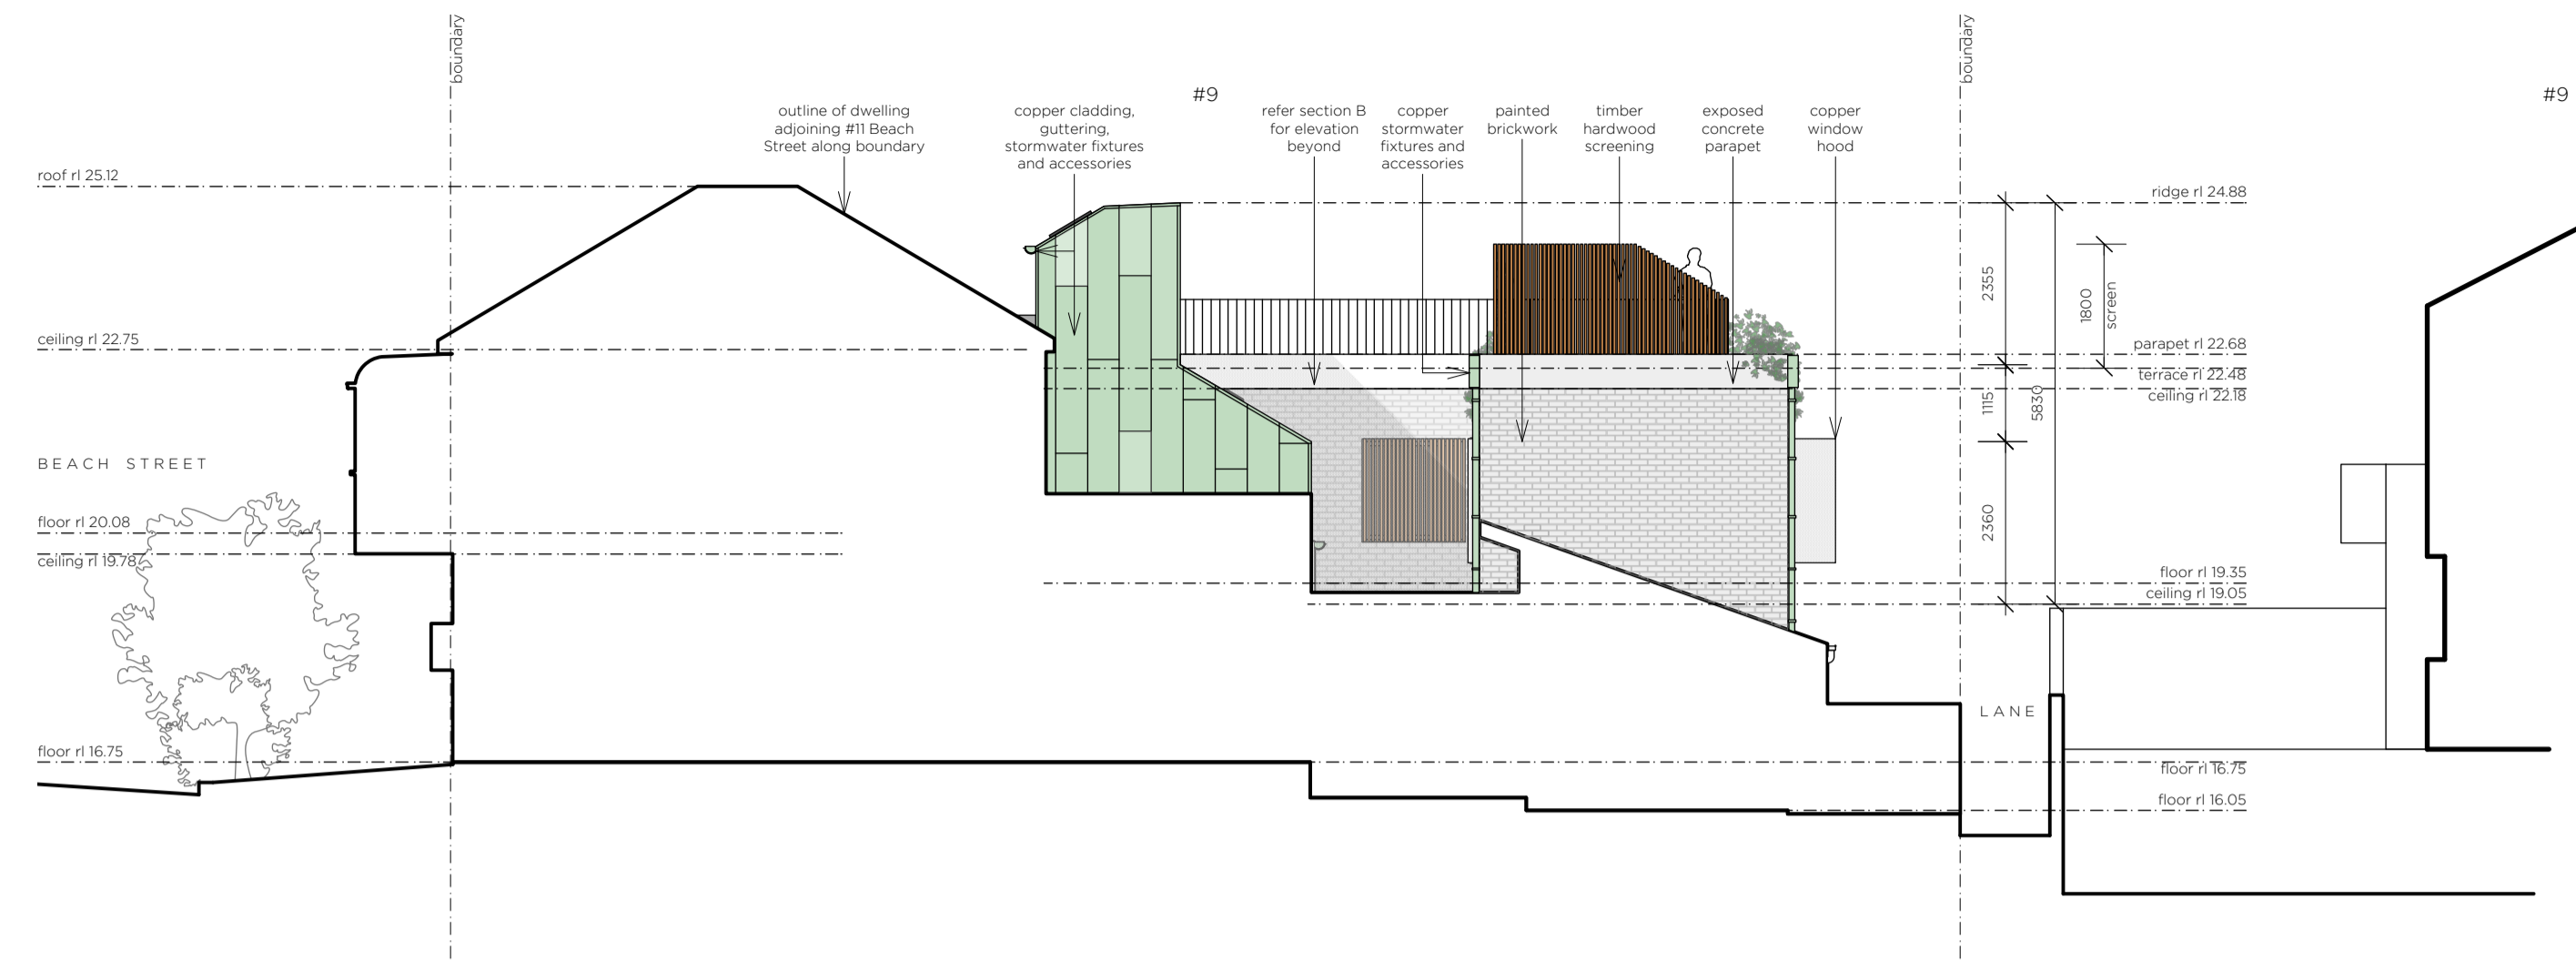 boundary
boundary
#9
#9
outline of dwelling
adjoining #11 Beach
Street along boundary
copper cladding,
guttering,
stormwater fixtures
and accessories
refer section B
for elevation
beyond
copper
stormwater
fixtures and
accessories
painted
brickwork
timber
hardwood
screening
exposed
concrete
parapet
copper
window
hood
roof rl 25.12
ceiling rl 22.75
BEACH STREET
floor rl 20.08
ceiling rl 19.78
floor rl 16.75
ridge rl 24.88
2355
1800
screen
parapet rl 22.68
terrace rl 22.48
ceiling rl 22.18
1115
5830
2360
floor rl 19.35
ceiling rl 19.05
LANE
floor rl 16.75
floor rl 16.05